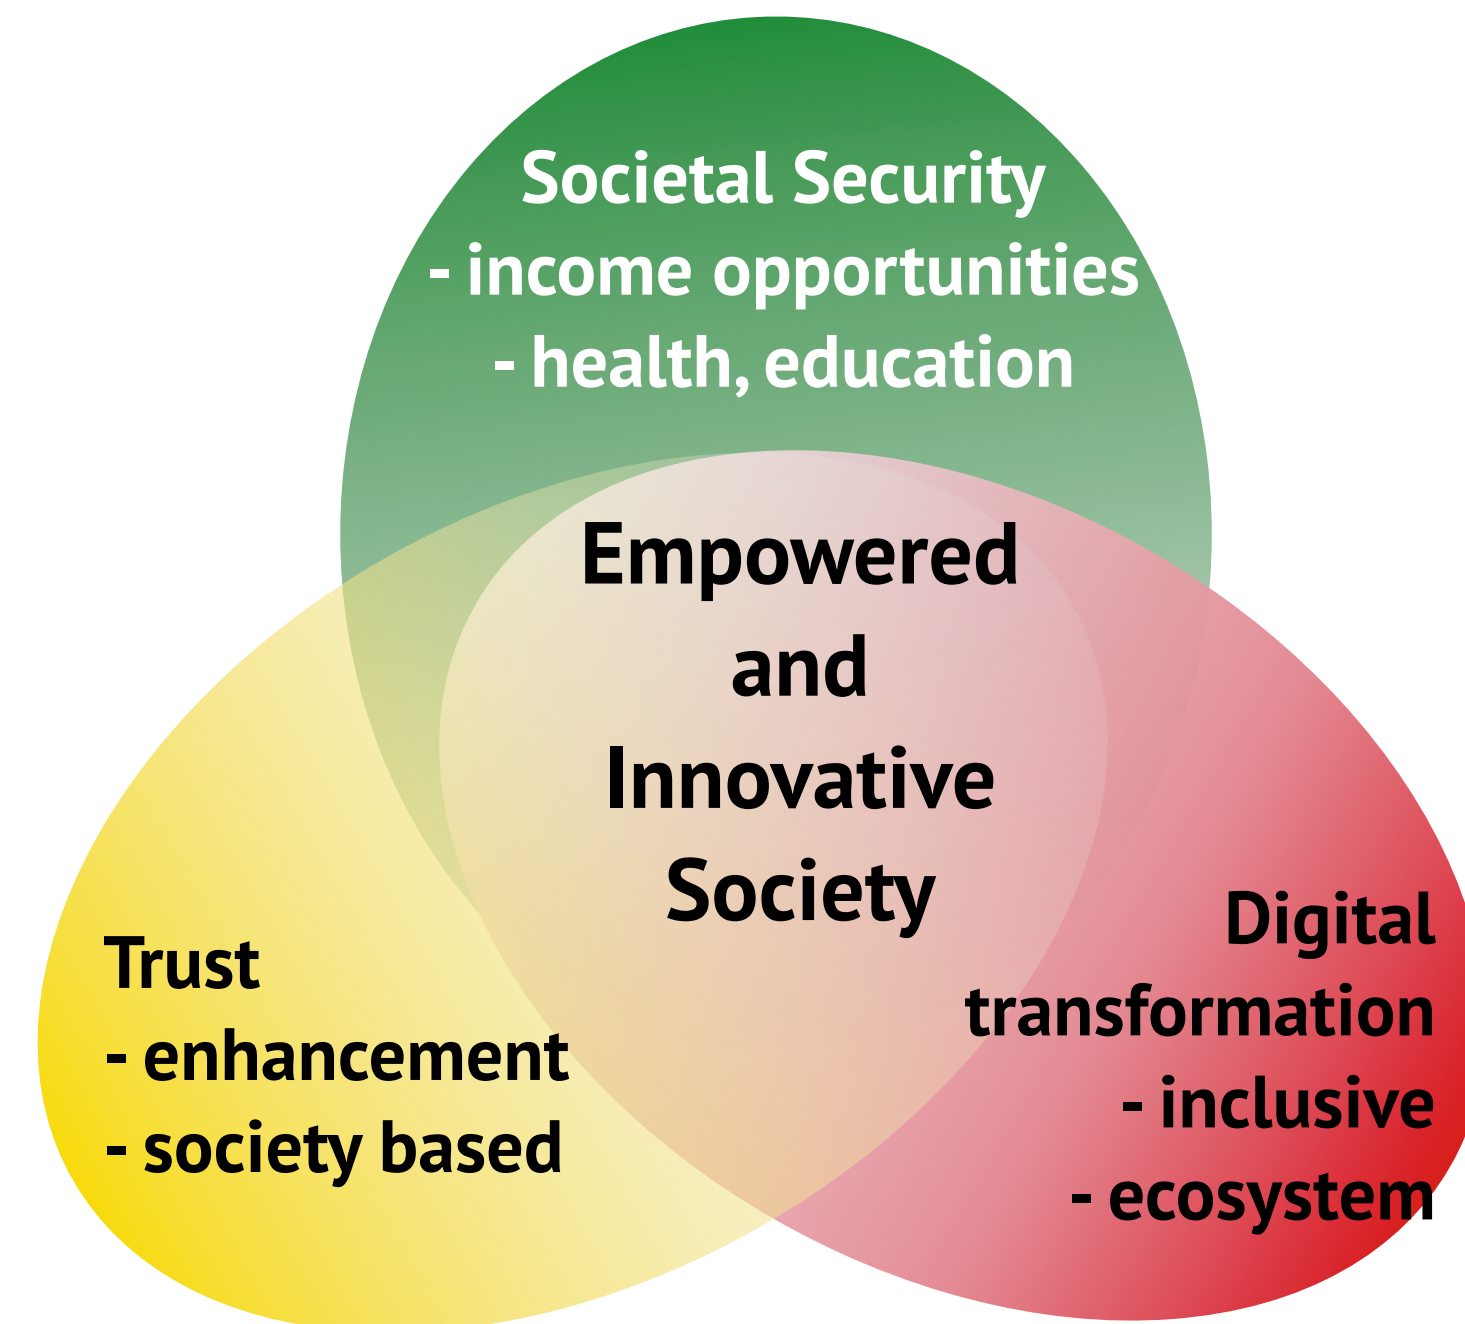 Societal Security
- income opportunities
- health, education
Empowered
and
Innovative
Society
Trust
- enhancement
- society based
Digital
transformation
- inclusive
- ecosystem